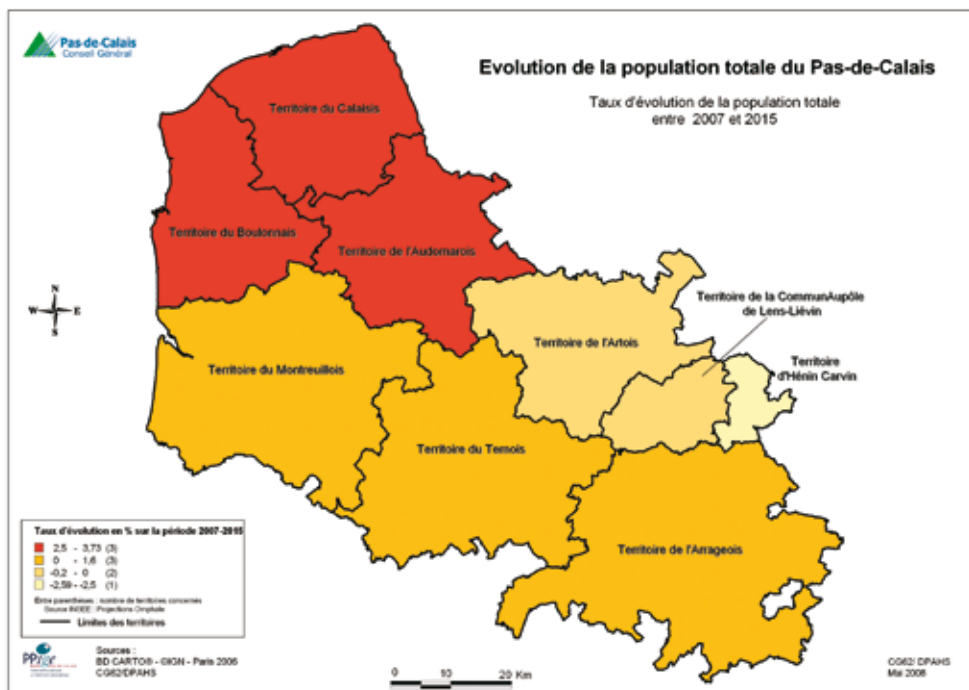 Pas-de-Calais
Conseil Général
Evolution de la population totale du Pas-de-Calais
Taux d'évolution de la population totale
entre 2007 et 2015
Territoire du Calaisis
Territoire du Boulonnais
Territoire de l'Audomarois
N
W
E
S
Territoire de la CommunAupôle
de Lens-Liévin
Territoire de l'Artois
Territoire
d'Hénin Carvin
Territoire du Montreuillois
Territoire du Ternois
Territoire de l'Arrageois
Taux d'évolution en % sur la période 2007-2015
2,5 - 3,73 (3)
0 - 1,6 (3)
-0,2 - 0 (2)
-2,59 - -2,5 (1)
Entre parenthèses : nombre de territoires concernés
Source INSEE : Projections Omphale
Limites des territoires
Sources :
BD CARTO® - ©IGN - Paris 2006
CG62/DPAHS
0 10 20 Km
CG62/ DPAHS
Mai 2008